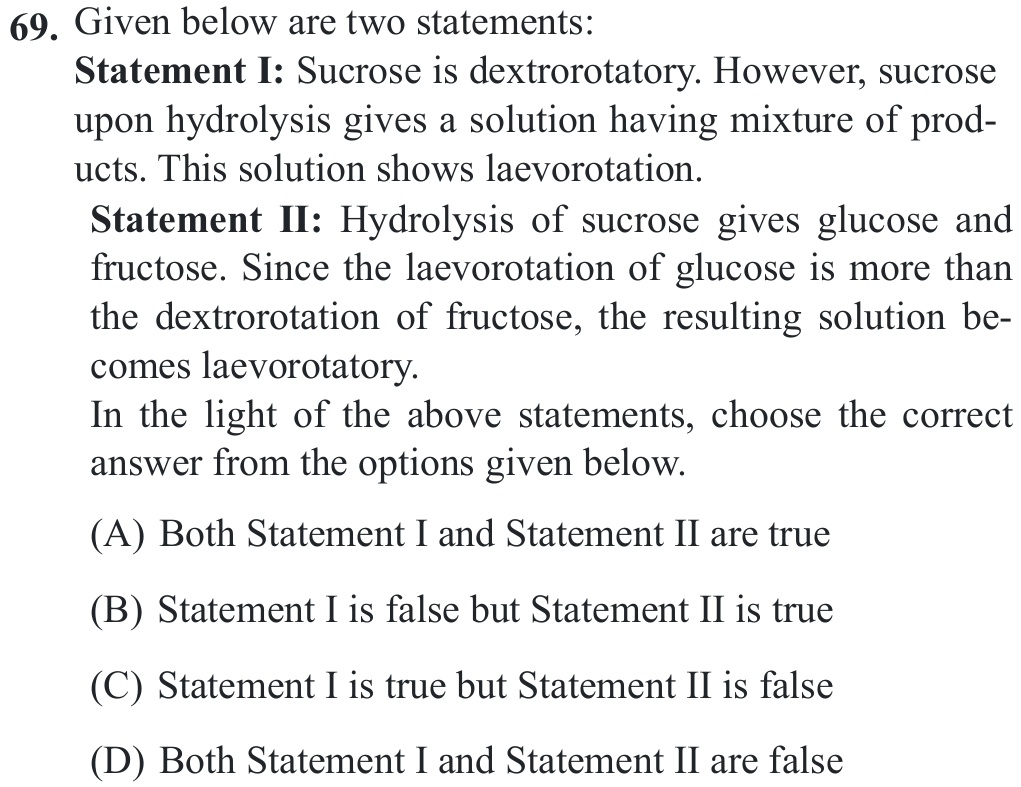 69. Given below are two statements:
Statement I: Sucrose is dextrorotatory. However, sucrose
upon hydrolysis gives a solution having mixture of prod-
ucts. This solution shows laevorotation.
Statement II: Hydrolysis of sucrose gives glucose and
fructose. Since the laevorotation of glucose is more than
the dextrorotation of fructose, the resulting solution be-
comes laevorotatory.
In the light of the above statements, choose the correct
answer from the options given below.
(A) Both Statement I and Statement II are true
(B) Statement I is false but Statement II is true
(C) Statement I is true but Statement II is false
(D) Both Statement I and Statement II are false